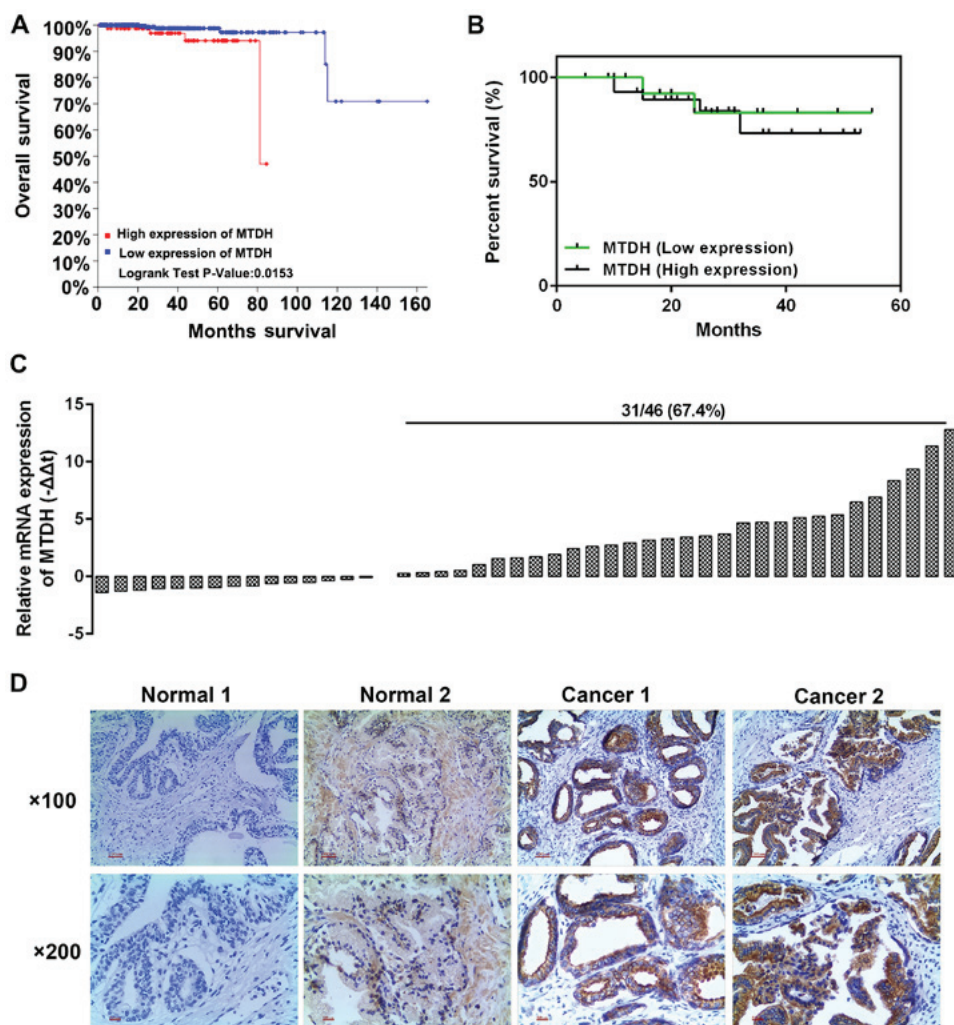 A
Overall survival
100%
90%
80%
70%
60%
50%
40%
30%
20%
10%
0%
High expression of MTDH
Low expression of MTDH
Logrank Test P-Value:0.0153
0 20 40 60 80 100 120 140 160
Months survival
B
Percent survival (%)
100
50
0
MTDH (Low expression)
MTDH (High expression)
0 20 40 60
Months
C
Relative mRNA expression
of MTDH (-ΔΔt)
15
10
5
0
-5
31/46 (67.4%)
D
Normal 1 Normal 2 Cancer 1 Cancer 2
×100
×200